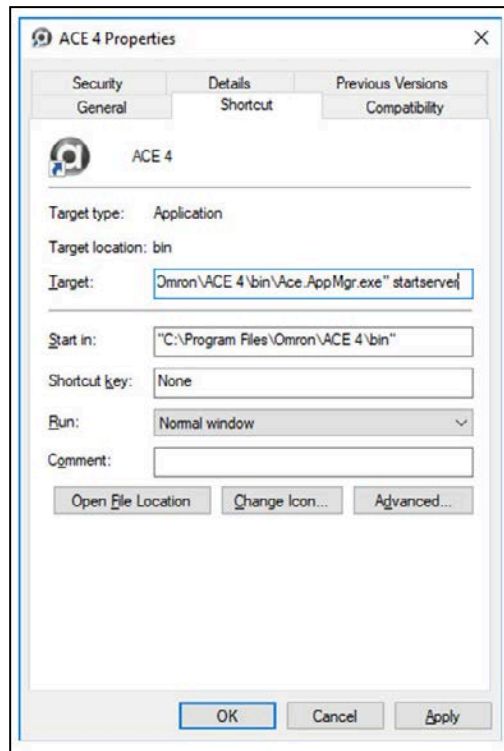 ACE 4 Properties
Security Details Previous Versions
General Shortcut Compatibility
ACE 4
Target type: Application
Target location: bin
Target: Omron\ACE 4\bin\Ace.AppMgr.exe" startserver
Start in: "C:\Program Files\Omron\ACE 4\bin"
Shortcut key: None
Run: Normal window
Comment:
Open File Location Change Icon... Advanced...
OK Cancel Apply